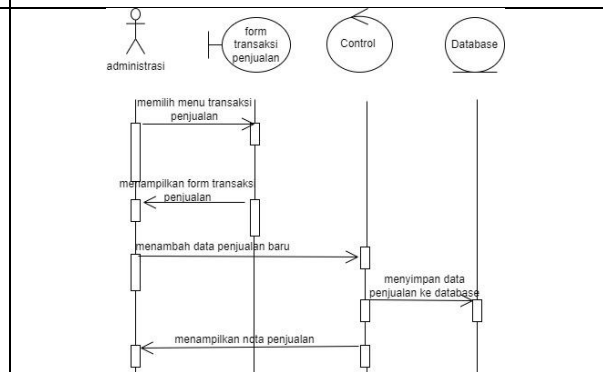 form
transaksi
penjualan
Control
Database
administrasi
memilih menu transaksi
penjualan
menampilkan form transaksi
penjualan
menambah data penjualan baru
menyimpan data
penjualan ke database
menampilkan nota penjualan